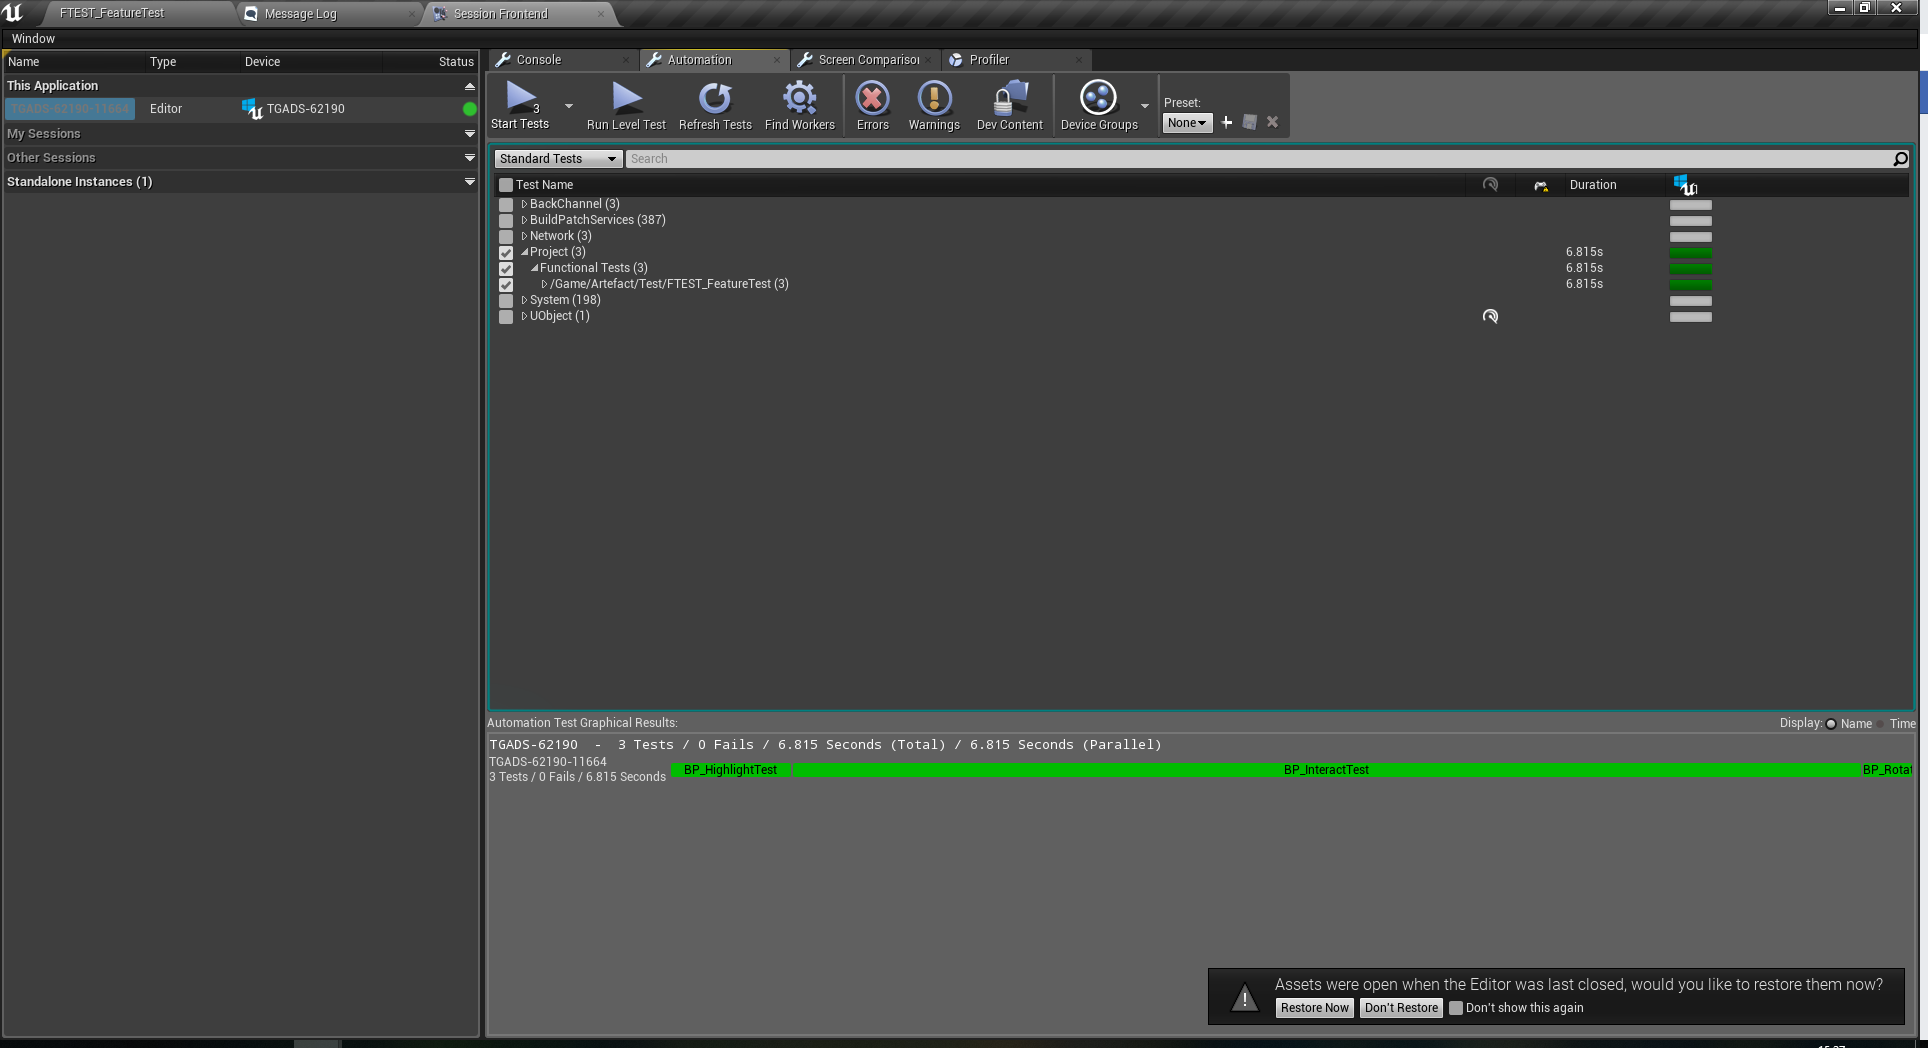 FTEST_FeatureTest
Message Log
Session Frontend
Window
Name Type Device Status
This Application
TGADS-62190-11664 Editor TGADS-62190
My Sessions
Other Sessions
Standalone Instances (1)
Console
Automation
Screen Comparison
Profiler
3
Start Tests
Run Level Test
Refresh Tests
Find Workers
Errors
Warnings
Dev Content
Device Groups
Preset:
None
Standard Tests
Search
Test Name Duration
BackChannel (3)
BuildPatchServices (387)
Network (3)
Project (3) 6.815s
Functional Tests (3) 6.815s
/Game/Artefact/Test/FTEST_FeatureTest (3) 6.815s
System (198)
UObject (1)
Automation Test Graphical Results:
Display: Name Time
TGADS-62190 - 3 Tests / 0 Fails / 6.815 Seconds (Total) / 6.815 Seconds (Parallel)
TGADS-62190-11664
3 Tests / 0 Fails / 6.815 Seconds
BP_HighlightTest BP_InteractTest BP_Rotat
Assets were open when the Editor was last closed, would you like to restore them now?
Restore Now Don't Restore Don't show this again